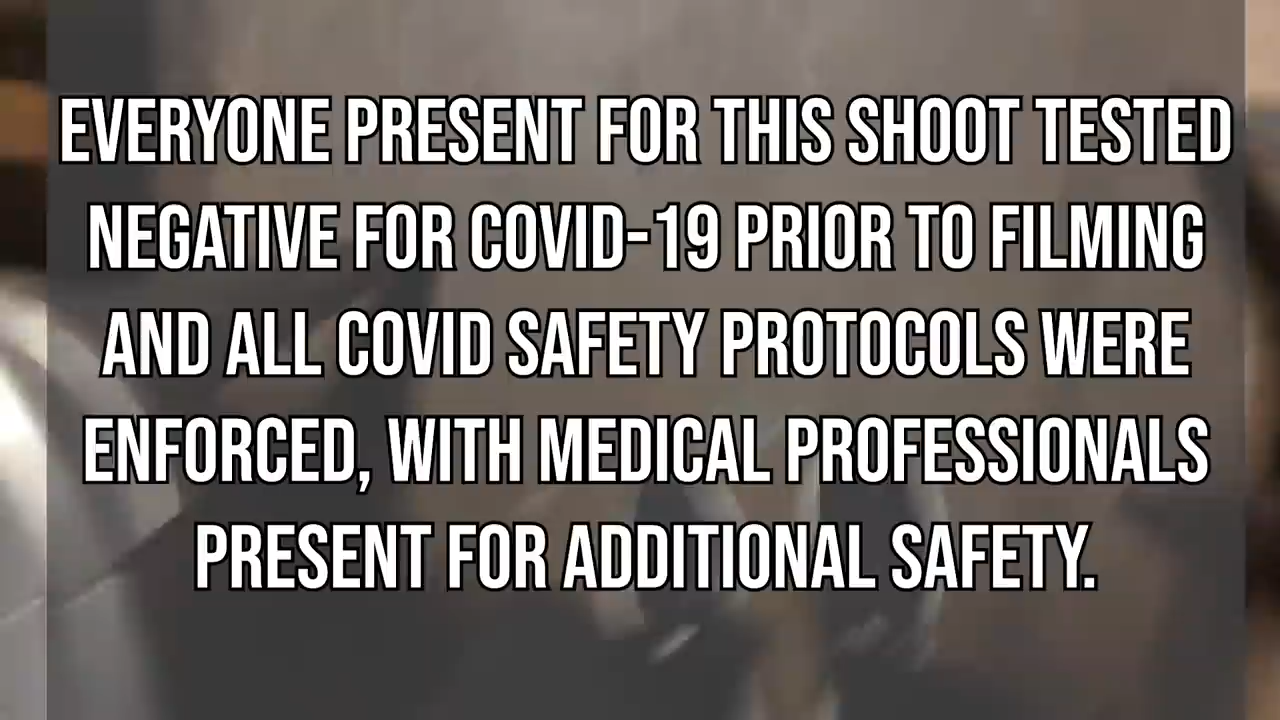 EVERYONE PRESENT FOR THIS SHOOT TESTED
NEGATIVE FOR COVID-19 PRIOR TO FILMING
AND ALL COVID SAFETY PROTOCOLS WERE
ENFORCED, WITH MEDICAL PROFESSIONALS
PRESENT FOR ADDITIONAL SAFETY.